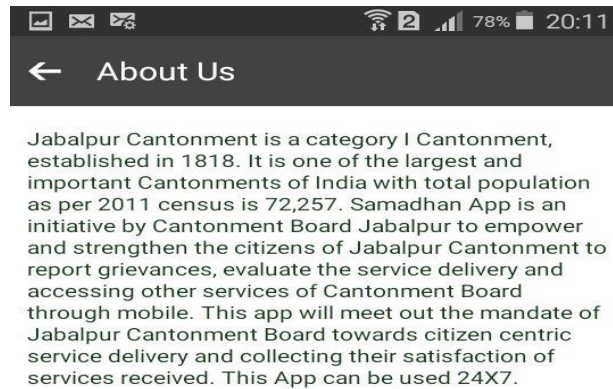 2 78% 20:11
About Us
Jabalpur Cantonment is a category I Cantonment,
established in 1818. It is one of the largest and
important Cantonments of India with total population
as per 2011 census is 72,257. Samadhan App is an
initiative by Cantonment Board Jabalpur to empower
and strengthen the citizens of Jabalpur Cantonment to
report grievances, evaluate the service delivery and
accessing other services of Cantonment Board
through mobile. This app will meet out the mandate of
Jabalpur Cantonment Board towards citizen centric
service delivery and collecting their satisfaction of
services received. This App can be used 24X7.